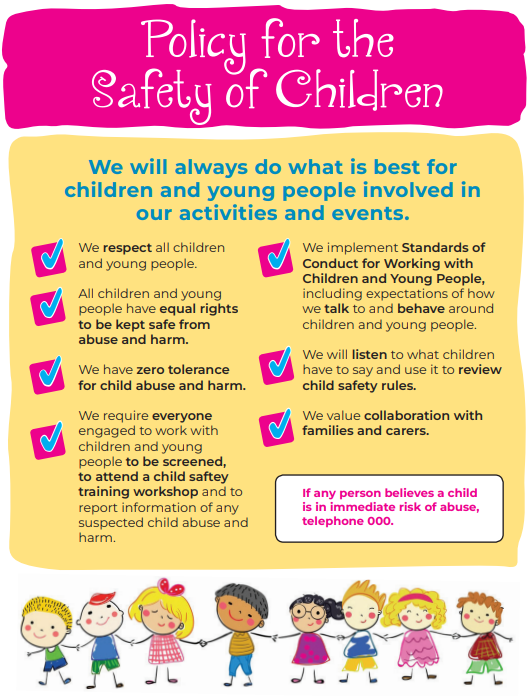 Policy for the
Safety of Children
We will always do what is best for
children and young people involved in
our activities and events.
We respect all children
and young people.
All children and young
people have equal rights
to be kept safe from
abuse and harm.
We have zero tolerance
for child abuse and harm.
We require everyone
engaged to work with
children and young
people to be screened,
to attend a child saftey
training workshop and to
report information of any
suspected child abuse and
harm.
We implement Standards of
Conduct for Working with
Children and Young People,
including expectations of how
we talk to and behave around
children and young people.
We will listen to what children
have to say and use it to review
child safety rules.
We value collaboration with
families and carers.
If any person believes a child
is in immediate risk of abuse,
telephone 000.